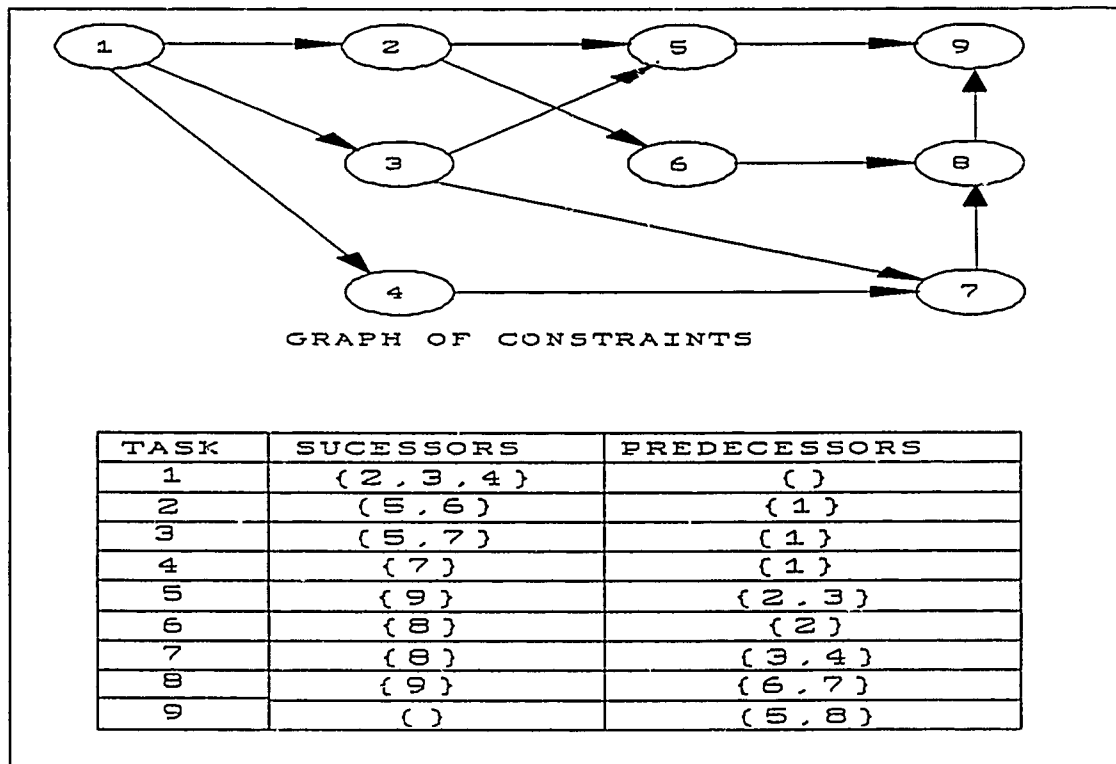 1 2 5 9
3 6 8
4 7
GRAPH OF CONSTRAINTS
TASK SUCESSORS PREDECESSORS
1 {2,3,4} {}
2 {5,6} {1}
3 {5,7} {1}
4 {7} {1}
5 {9} {2,3}
6 {8} {2}
7 {8} {3,4}
8 {9} {6,7}
9 {} {5,8}